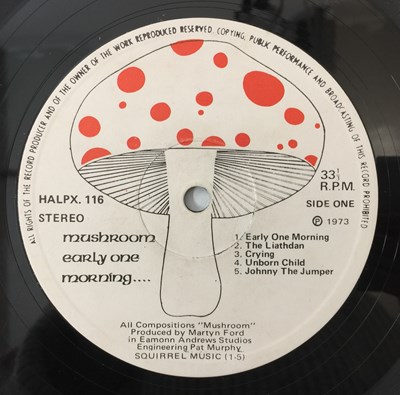 ALL RIGHTS OF THE RECORD PRODUCER AND OF THE OWNER OF THE WORK REPRODUCED RESERVED. COPYING, PUBLIC PERFORMANCE AND BROADCASTING OF THIS RECORD PROHIBITED
HALPX. 116
STEREO
33⅓
R.P.M.
SIDE ONE
Ⓟ 1973
mushroom
early one
morning....
1. Early One Morning
2. The Liathdan
3. Crying
4. Unborn Child
5. Johnny The Jumper
All Compositions "Mushroom"
Produced by Martyn Ford
in Eamonn Andrews Studios
Engineering Pat Murphy
SQUIRREL MUSIC (1-5)